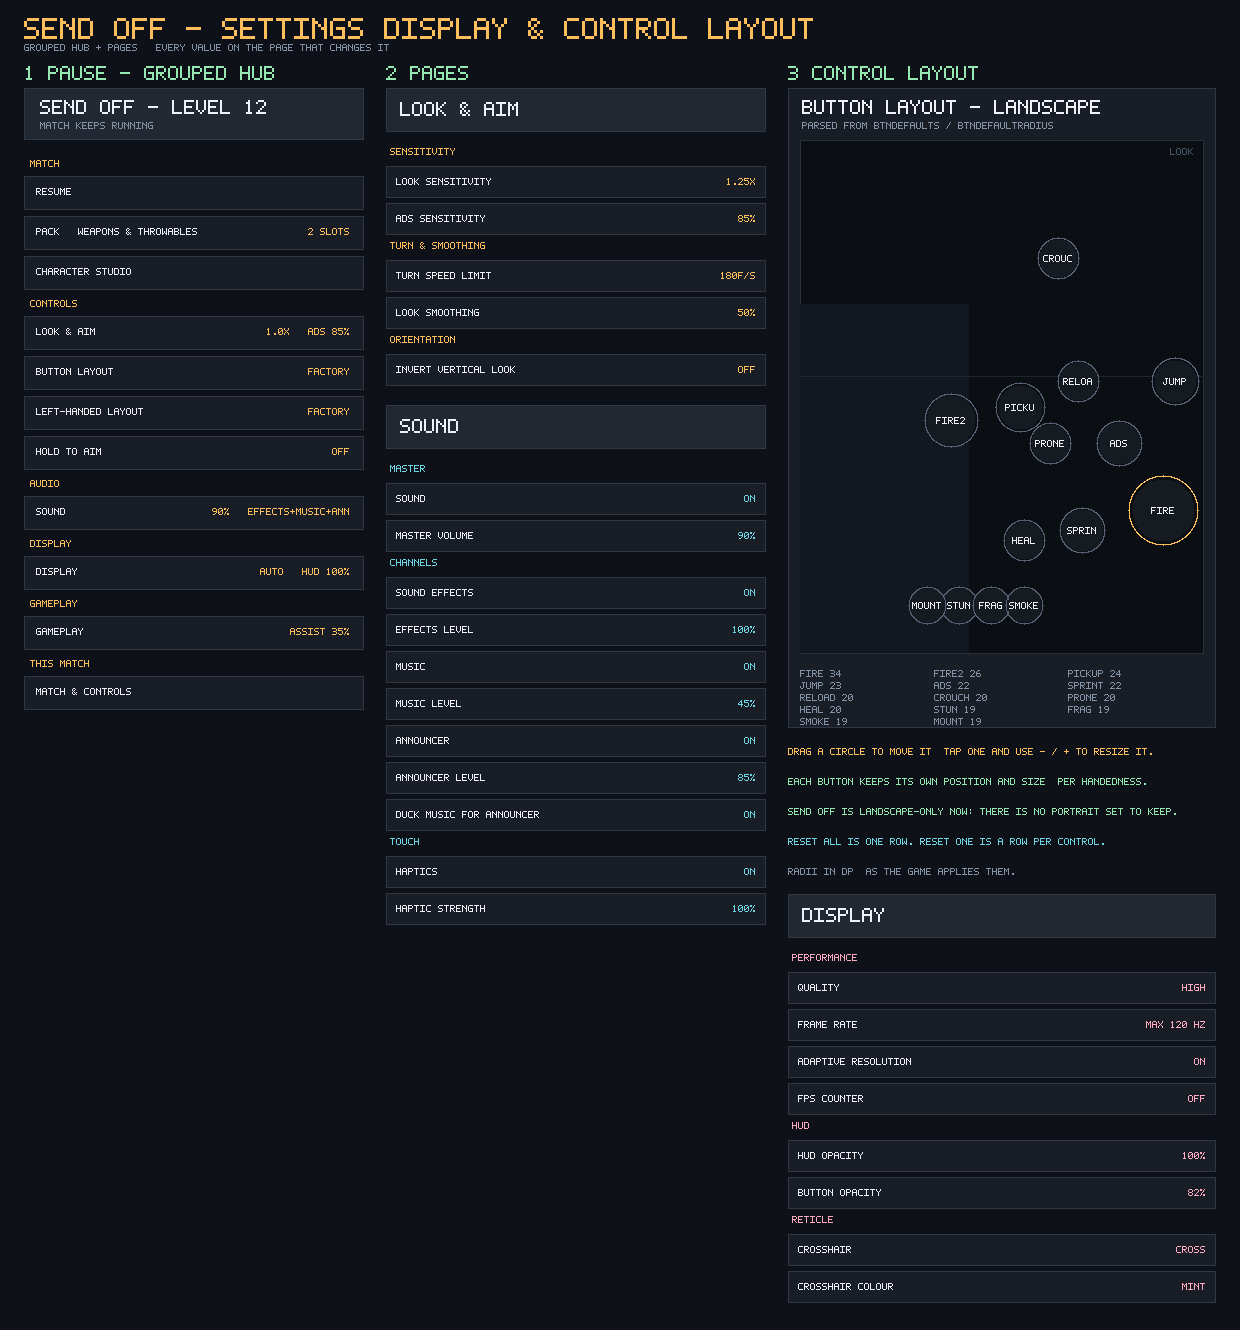 SEND OFF - SETTINGS DISPLAY & CONTROL LAYOUT
GROUPED HUB + PAGES   EVERY VALUE ON THE PAGE THAT CHANGES IT
1 PAUSE - GROUPED HUB
SEND OFF - LEVEL 12
MATCH KEEPS RUNNING
MATCH
RESUME
PACK   WEAPONS & THROWABLES   2 SLOTS
CHARACTER STUDIO
CONTROLS
LOOK & AIM   1.0X   ADS 85%
BUTTON LAYOUT   FACTORY
LEFT-HANDED LAYOUT   FACTORY
HOLD TO AIM   OFF
AUDIO
SOUND   90%   EFFECTS+MUSIC+ANN
DISPLAY
DISPLAY   AUTO   HUD 100%
GAMEPLAY
GAMEPLAY   ASSIST 35%
THIS MATCH
MATCH & CONTROLS
2 PAGES
LOOK & AIM
SENSITIVITY
LOOK SENSITIVITY   1.25X
ADS SENSITIVITY   85%
TURN & SMOOTHING
TURN SPEED LIMIT   180F/S
LOOK SMOOTHING   50%
ORIENTATION
INVERT VERTICAL LOOK   OFF
SOUND
MASTER
SOUND   ON
MASTER VOLUME   90%
CHANNELS
SOUND EFFECTS   ON
EFFECTS LEVEL   100%
MUSIC   ON
MUSIC LEVEL   45%
ANNOUNCER   ON
ANNOUNCER LEVEL   85%
DUCK MUSIC FOR ANNOUNCER   ON
TOUCH
HAPTICS   ON
HAPTIC STRENGTH   100%
3 CONTROL LAYOUT
BUTTON LAYOUT - LANDSCAPE
PARSED FROM BTNDEFAULTS / BTNDEFAULTRADIUS
LOOK
CROUC
RELOA
JUMP
PICKU
FIRE2
PRONE
ADS
FIRE
SPRIN
HEAL
MOUNT
STUN
FRAG
SMOKE
FIRE 34   FIRE2 26   PICKUP 24
JUMP 23   ADS 22   SPRINT 22
RELOAD 20   CROUCH 20   PRONE 20
HEAL 20   STUN 19   FRAG 19
SMOKE 19   MOUNT 19
DRAG A CIRCLE TO MOVE IT  TAP ONE AND USE - / + TO RESIZE IT.
EACH BUTTON KEEPS ITS OWN POSITION AND SIZE  PER HANDEDNESS.
SEND OFF IS LANDSCAPE-ONLY NOW: THERE IS NO PORTRAIT SET TO KEEP.
RESET ALL IS ONE ROW. RESET ONE IS A ROW PER CONTROL.
RADII IN DP  AS THE GAME APPLIES THEM.
DISPLAY
PERFORMANCE
QUALITY   HIGH
FRAME RATE   MAX 120 HZ
ADAPTIVE RESOLUTION   ON
FPS COUNTER   OFF
HUD
HUD OPACITY   100%
BUTTON OPACITY   82%
RETICLE
CROSSHAIR   CROSS
CROSSHAIR COLOUR   MINT